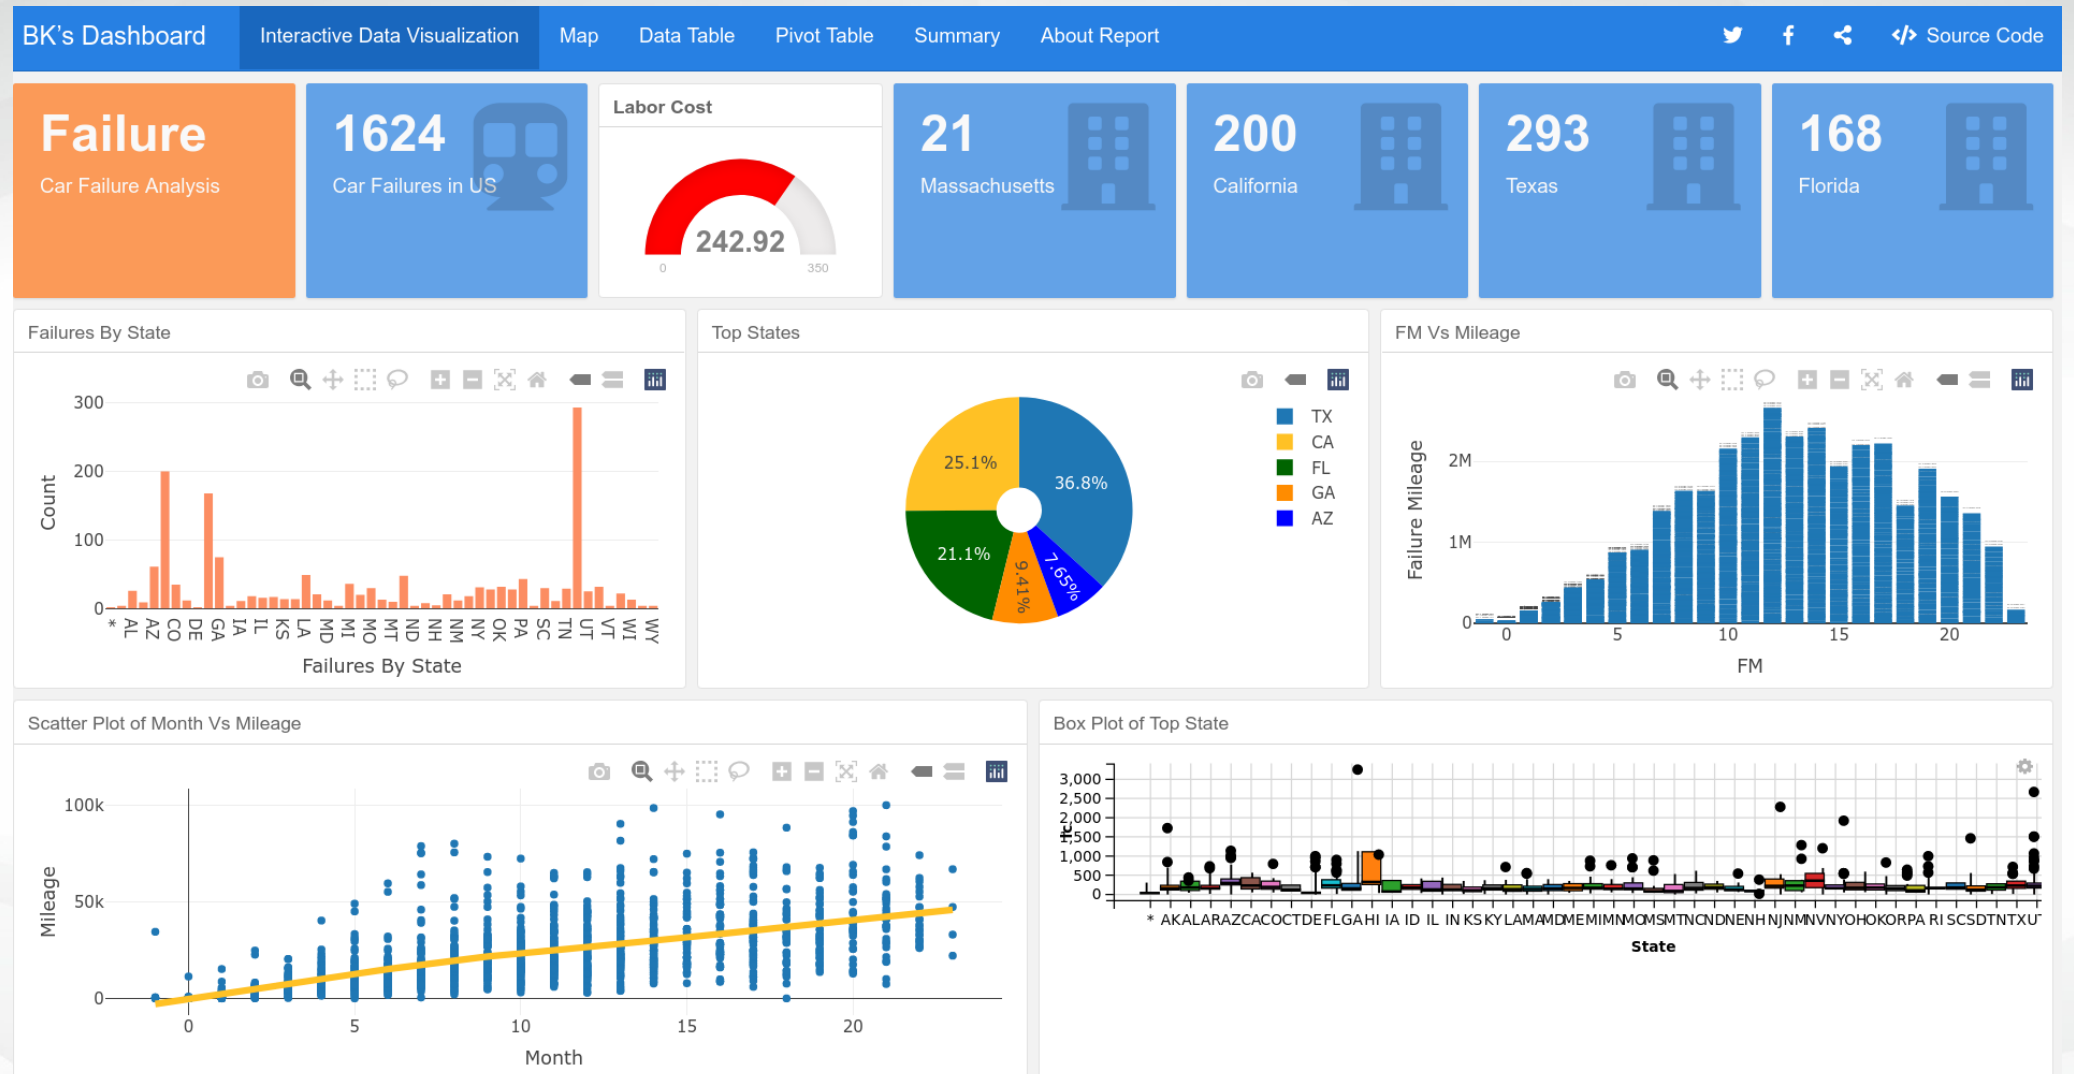 BK's Dashboard
Interactive Data Visualization
Map
Data Table
Pivot Table
Summary
About Report
Source Code
Failure
Car Failure Analysis
1624
Car Failures in US
Labor Cost
242.92
0
350
21
Massachusetts
200
California
293
Texas
168
Florida
Failures By State
300
200
100
0
Count
* AL AZ CO DE GA IA IL KS LA MD MI MO MT ND NH NM NY OK PA SC TN UT VT WI WY
Failures By State
Top States
25.1%
36.8%
21.1%
9.41%
7.65%
TX
CA
FL
GA
AZ
FM Vs Mileage
2M
1M
0
Failure Mileage
0 5 10 15 20
FM
Scatter Plot of Month Vs Mileage
100k
50k
0
Mileage
0 5 10 15 20
Month
Box Plot of Top State
3,000
2,500
2,000
1,500
1,000
500
0
* AK AL AR AZ CA CO CT DE FL GA HI IA ID IL IN KS KY LA MA MD ME MI MN MO MS MT NC ND NE NH NJ NM NV NY OH OK OR PA RI SC SD TN TX
State